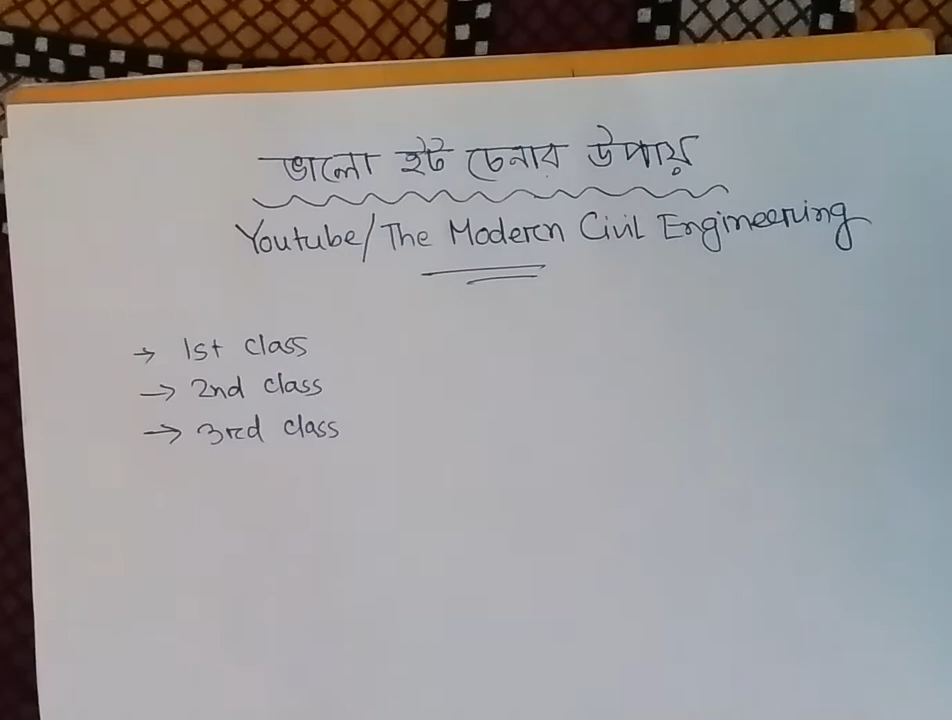 ভালো ইট চেনার উপায়
Youtube/The Modern Civil Engineering
→ 1st class
→ 2nd class
→ 3rd class